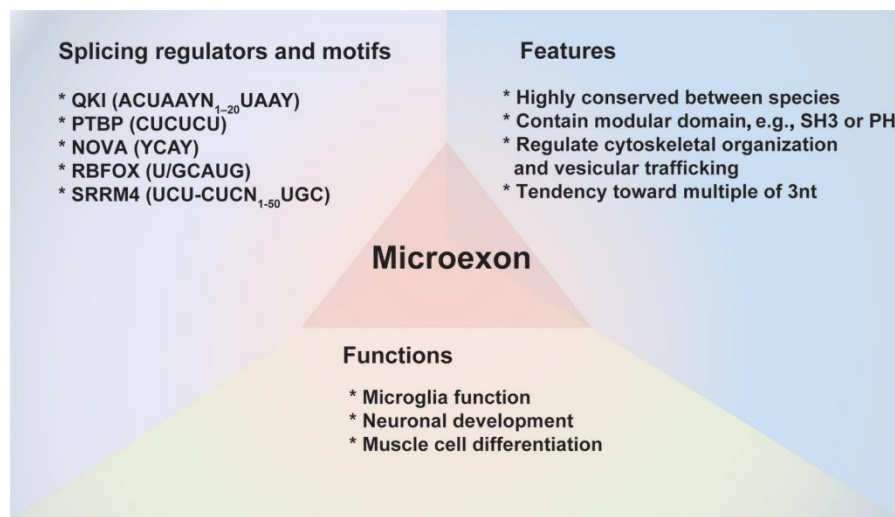 Splicing regulators and motifs
* QKI (ACUAAYN1–20UAAY)
* PTBP (CUCUCU)
* NOVA (YCAY)
* RBFOX (U/GCAUG)
* SRRM4 (UCU-CUCN1-50UGC)
Features
* Highly conserved between species
* Contain modular domain, e.g., SH3 or PH
* Regulate cytoskeletal organization
and vesicular trafficking
* Tendency toward multiple of 3nt
Microexon
Functions
* Microglia function
* Neuronal development
* Muscle cell differentiation